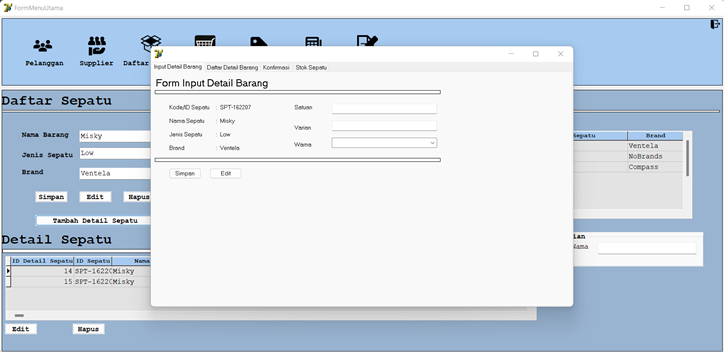 FormMenuUtama
Pelanggan Supplier Daftar
Daftar Sepatu
Nama Barang Misky
Jenis Sepatu Low
Brand Ventela
Simpan Edit Hapus
Tambah Detail Sepatu
Detail Sepatu
ID Detail Sepatu ID Sepatu Nama
14 SPT-1622( Misky
15 SPT-1622( Misky
Edit Hapus
Input Detail Barang Daftar Detail Barang Konfirmasi Stok Sepatu
Form Input Detail Barang
Kode/ID Sepatu : SPT-162207 Satuan
Nama Sepatu : Misky Varian
Jenis Sepatu : Low Warna
Brand : Ventela
Simpan Edit
Sepatu Brand
Ventela
NoBrands
Compass
ian
Nama